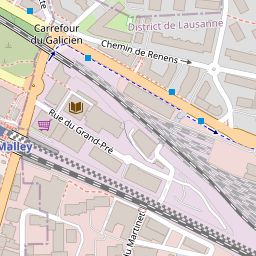 Carrefour
du Galicien
District de Lausanne
Chemin de Renens
Rue du Grand-Pré
Malley
du Martinet